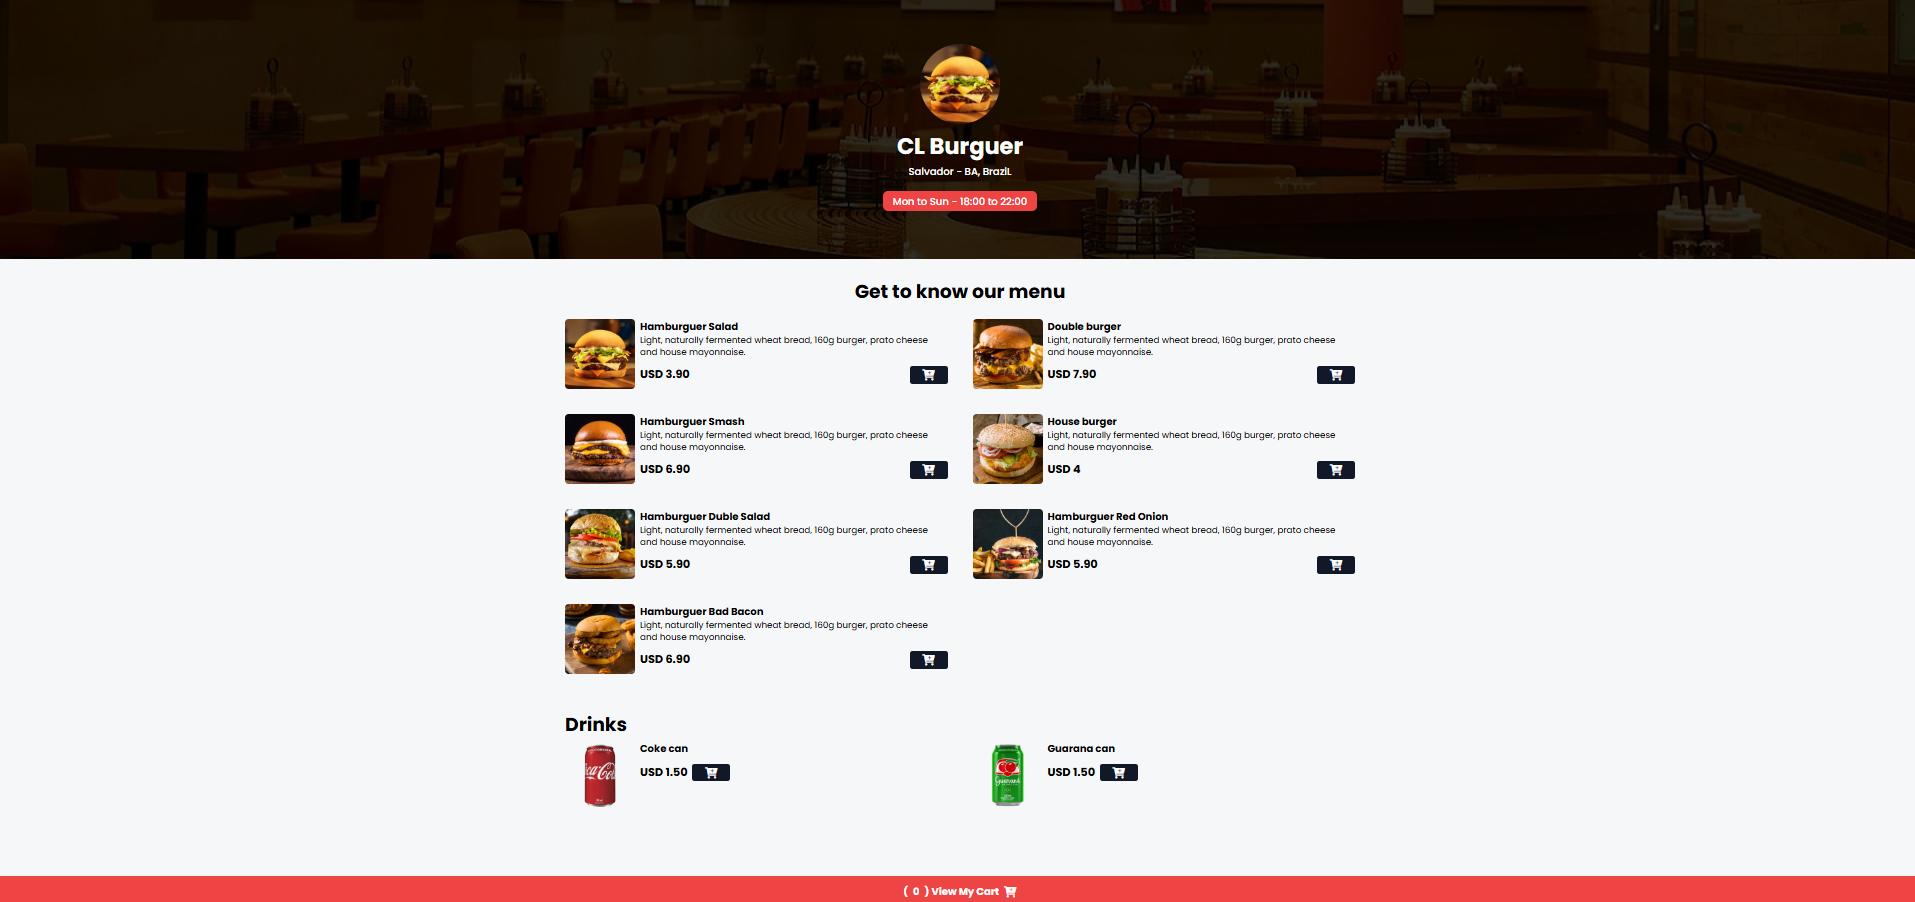 CL Burguer
Salvador - BA, BraziL
Mon to Sun - 18:00 to 22:00
Get to know our menu
Hamburguer Salad
Light, naturally fermented wheat bread, 160g burger, prato cheese
and house mayonnaise.
USD 3.90
Double burger
Light, naturally fermented wheat bread, 160g burger, prato cheese
and house mayonnaise.
USD 7.90
Hamburguer Smash
Light, naturally fermented wheat bread, 160g burger, prato cheese
and house mayonnaise.
USD 6.90
House burger
Light, naturally fermented wheat bread, 160g burger, prato cheese
and house mayonnaise.
USD 4
Hamburguer Duble Salad
Light, naturally fermented wheat bread, 160g burger, prato cheese
and house mayonnaise.
USD 5.90
Hamburguer Red Onion
Light, naturally fermented wheat bread, 160g burger, prato cheese
and house mayonnaise.
USD 5.90
Hamburguer Bad Bacon
Light, naturally fermented wheat bread, 160g burger, prato cheese
and house mayonnaise.
USD 6.90
Drinks
Coke can
USD 1.50
Guarana can
USD 1.50
( 0 ) View My Cart